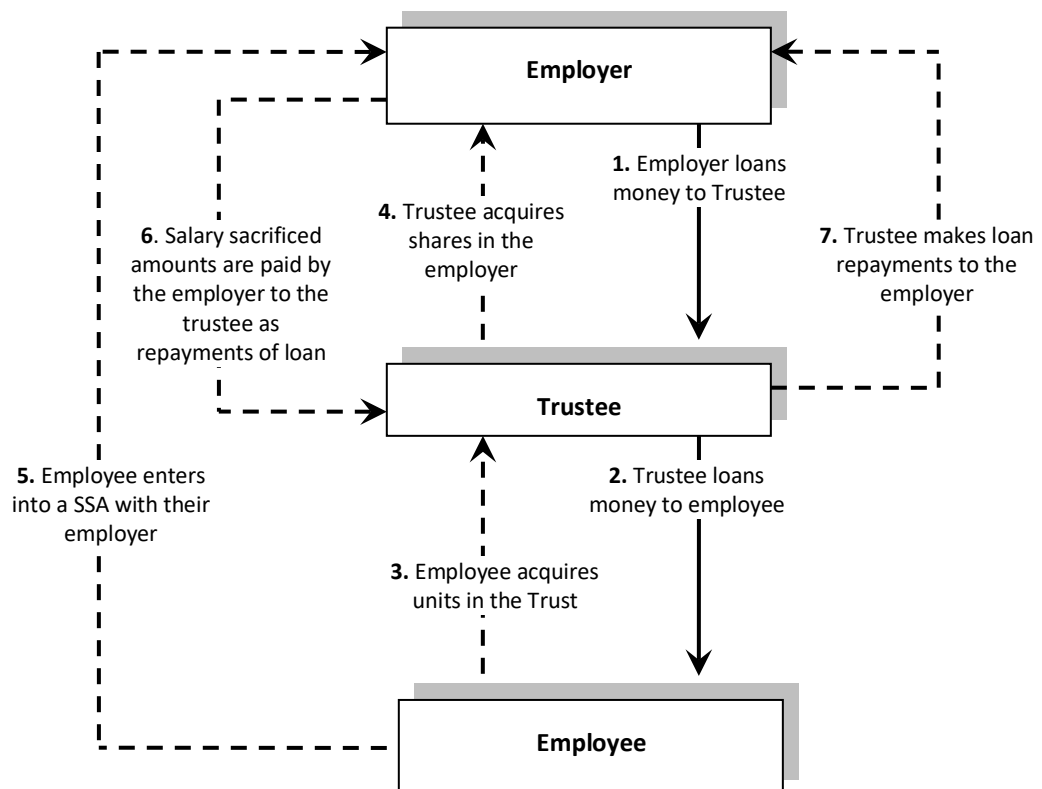 Employer
1. Employer loans
money to Trustee
4. Trustee acquires
shares in the
employer
6. Salary sacrificed
amounts are paid by
the employer to the
trustee as
repayments of loan
7. Trustee makes loan
repayments to the
employer
Trustee
5. Employee enters
into a SSA with their
employer
2. Trustee loans
money to employee
3. Employee acquires
units in the Trust
Employee